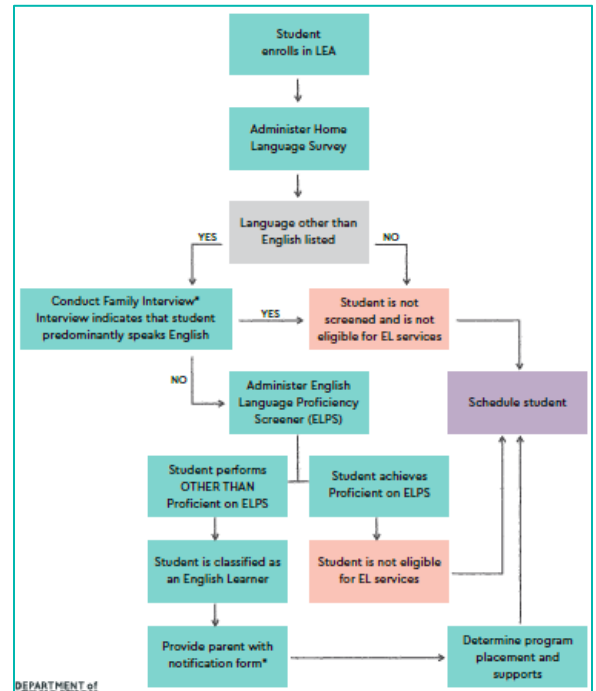 Student
enrolls in LEA
Administer Home
Language Survey
Language other than
English listed
YES
NO
Conduct Family Interview*
Interview indicates that student
predominantly speaks English
YES
Student is not
screened and is not
eligible for EL services
NO
Administer English
Language Proficiency
Screener (ELPS)
Schedule student
Student performs
OTHER THAN
Proficient on ELPS
Student achieves
Proficient on ELPS
Student is classified as
an English Learner
Student is not eligible
for EL services
Provide parent with
notification form*
Determine program
placement and
supports
DEPARTMENT of